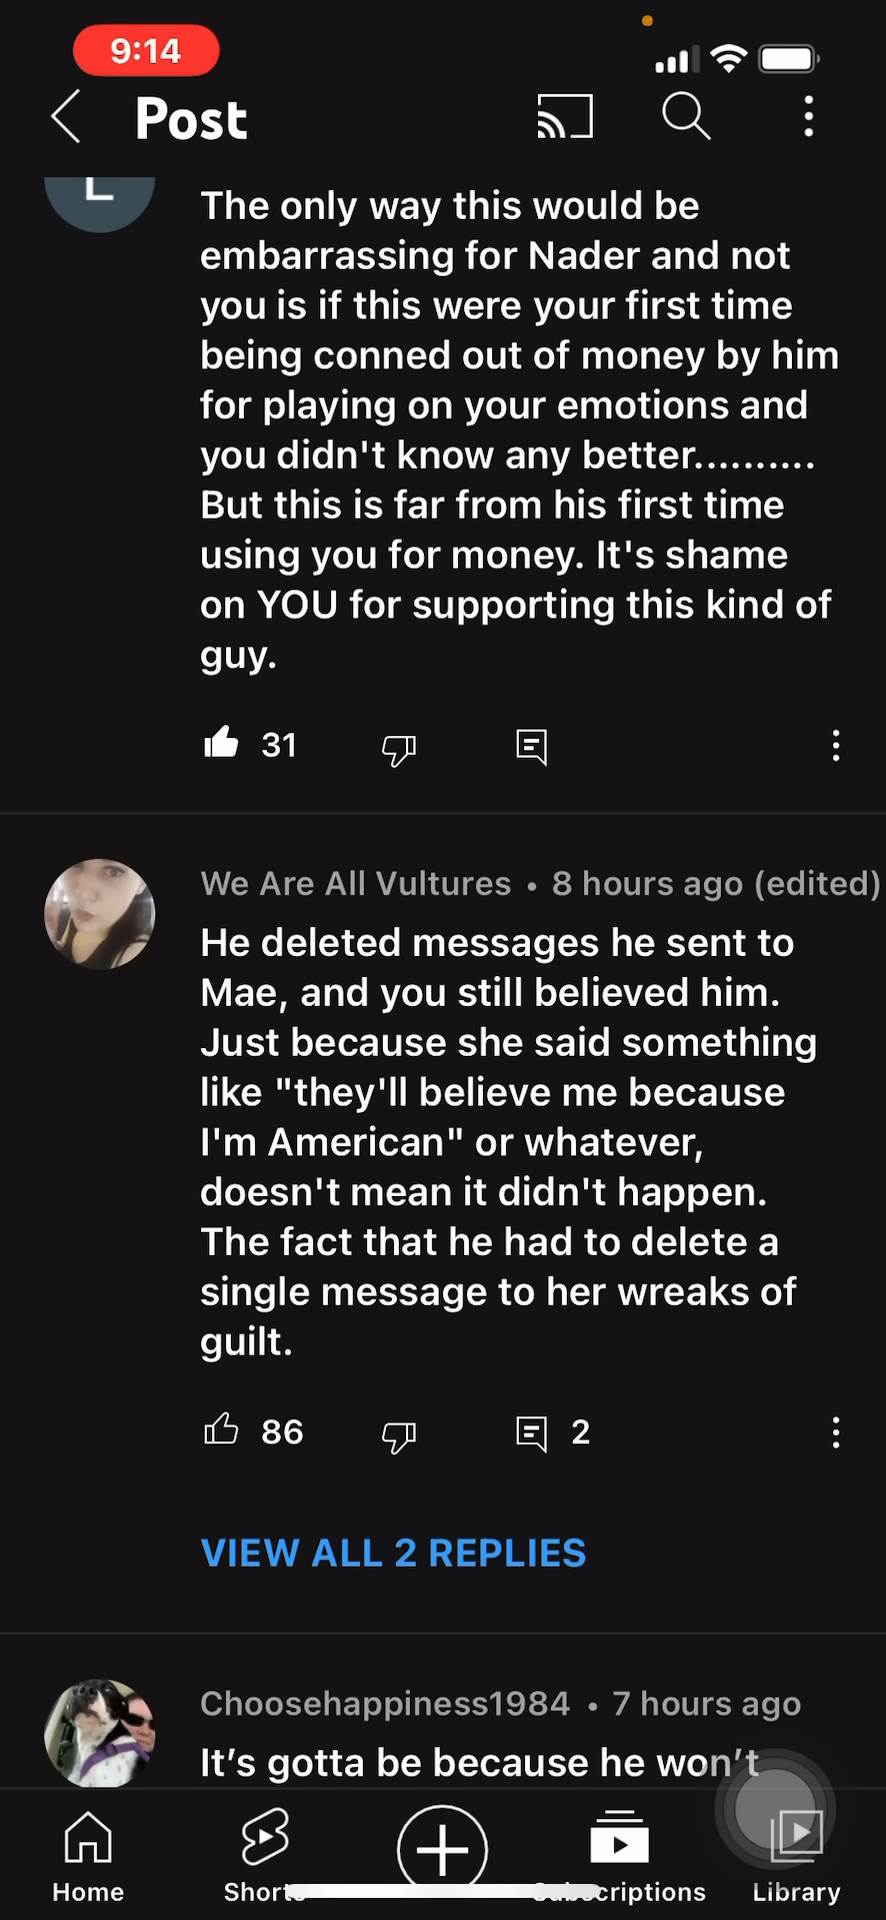 9:14
Post
L
The only way this would be
embarrassing for Nader and not
you is if this were your first time
being conned out of money by him
for playing on your emotions and
you didn't know any better..........
But this is far from his first time
using you for money. It's shame
on YOU for supporting this kind of
guy.
31
We Are All Vultures • 8 hours ago (edited)
He deleted messages he sent to
Mae, and you still believed him.
Just because she said something
like "they'll believe me because
I'm American" or whatever,
doesn't mean it didn't happen.
The fact that he had to delete a
single message to her wreaks of
guilt.
86 2
VIEW ALL 2 REPLIES
Choosehappiness1984 • 7 hours ago
It’s gotta be because he won’t
Home Shorts Subscriptions Library